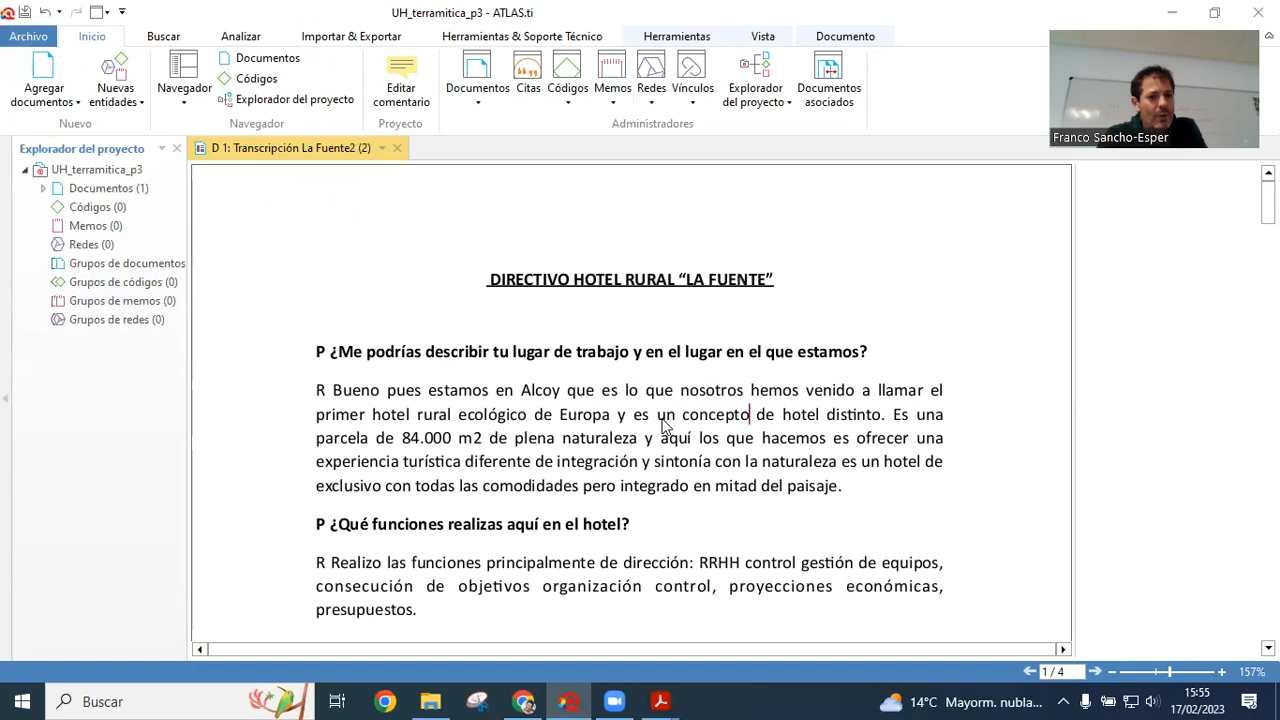 UH_terramitica_p3 - ATLAS.ti
Archivo Inicio Buscar Analizar Importar & Exportar Herramientas & Soporte Técnico Herramientas Vista Documento
Agregar documentos
Nuevas entidades
Nuevo
Navegador
Documentos
Códigos
Explorador del proyecto
Navegador
Editar comentario
Proyecto
Documentos
Citas
Códigos
Memos
Redes
Vínculos
Explorador del proyecto
Documentos asociados
Administradores
Franco Sancho-Esper
Explorador del proyecto
UH_terramitica_p3
Documentos (1)
Códigos (0)
Memos (0)
Redes (0)
Grupos de documentos
Grupos de códigos (0)
Grupos de memos (0)
Grupos de redes (0)
D 1: Transcripción La Fuente2 (2)
DIRECTIVO HOTEL RURAL “LA FUENTE”
P ¿Me podrías describir tu lugar de trabajo y en el lugar en el que estamos?
R Bueno pues estamos en Alcoy que es lo que nosotros hemos venido a llamar el
primer hotel rural ecológico de Europa y es un concepto de hotel distinto. Es una
parcela de 84.000 m2 de plena naturaleza y aquí los que hacemos es ofrecer una
experiencia turística diferente de integración y sintonía con la naturaleza es un hotel de
exclusivo con todas las comodidades pero integrado en mitad del paisaje.
P ¿Qué funciones realizas aquí en el hotel?
R Realizo las funciones principalmente de dirección: RRHH control gestión de equipos,
consecución de objetivos organización control, proyecciones económicas,
presupuestos.
1 / 4
157%
Buscar
14°C Mayorm. nubla...
15:55
17/02/2023